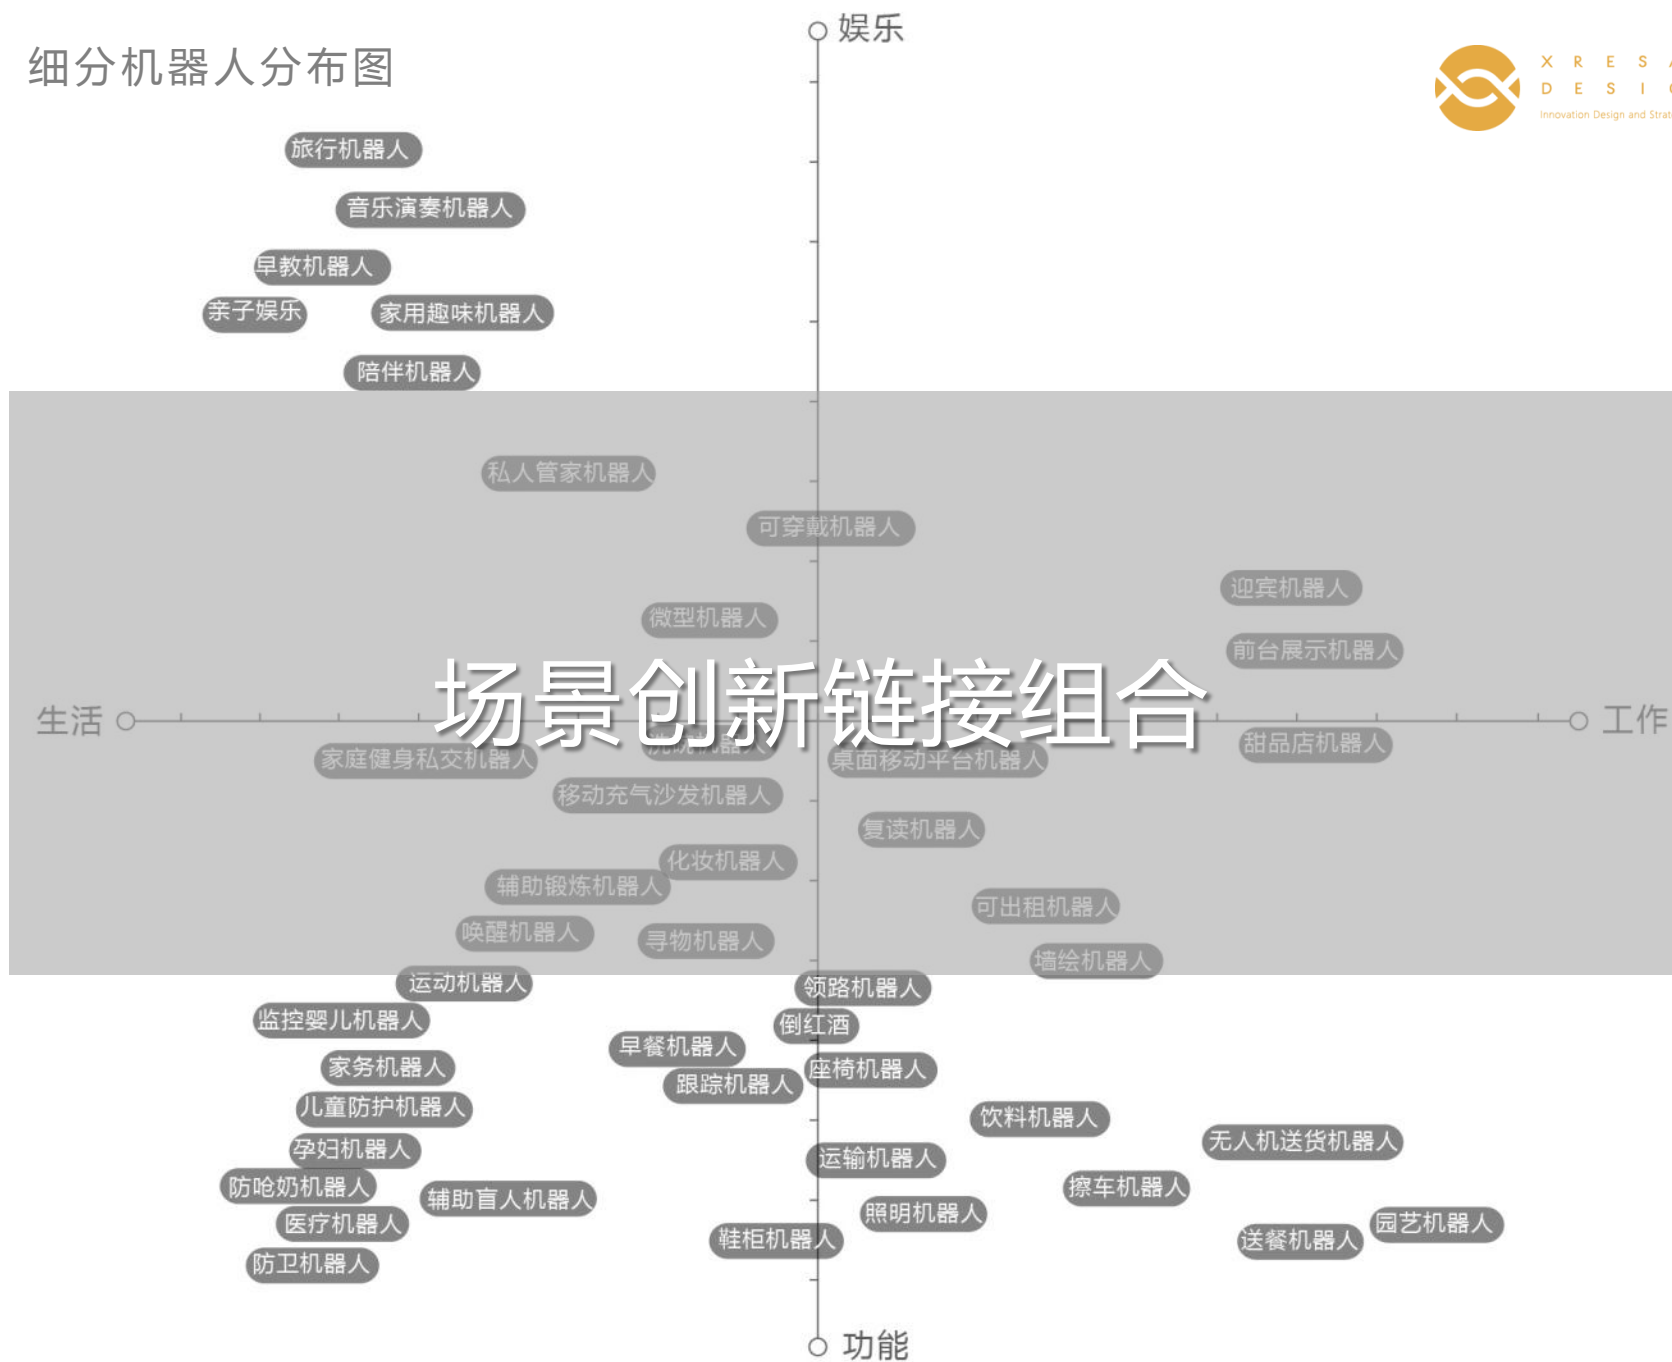 娱乐
细分机器人分布图
X R E S
D E S I
Innovation Design and Strat
旅行机器人
音乐演奏机器人
早教机器人
亲子娱乐
家用趣味机器人
陪伴机器人
私人管家机器人
可穿戴机器人
迎宾机器人
微型机器人
前台展示机器人
场景创新链接组合
生活
工作
甜品店机器人
家庭健身私交机器人
桌面移动平台机器人
移动充气沙发机器人
复读机器人
化妆机器人
辅助锻炼机器人
可出租机器人
唤醒机器人
寻物机器人
墙绘机器人
运动机器人
领路机器人
监控婴儿机器人
倒红酒
早餐机器人
家务机器人
座椅机器人
跟踪机器人
儿童防护机器人
饮料机器人
无人机送货机器人
孕妇机器人
运输机器人
防呛奶机器人
擦车机器人
辅助盲人机器人
照明机器人
医疗机器人
园艺机器人
鞋柜机器人
送餐机器人
防卫机器人
功能